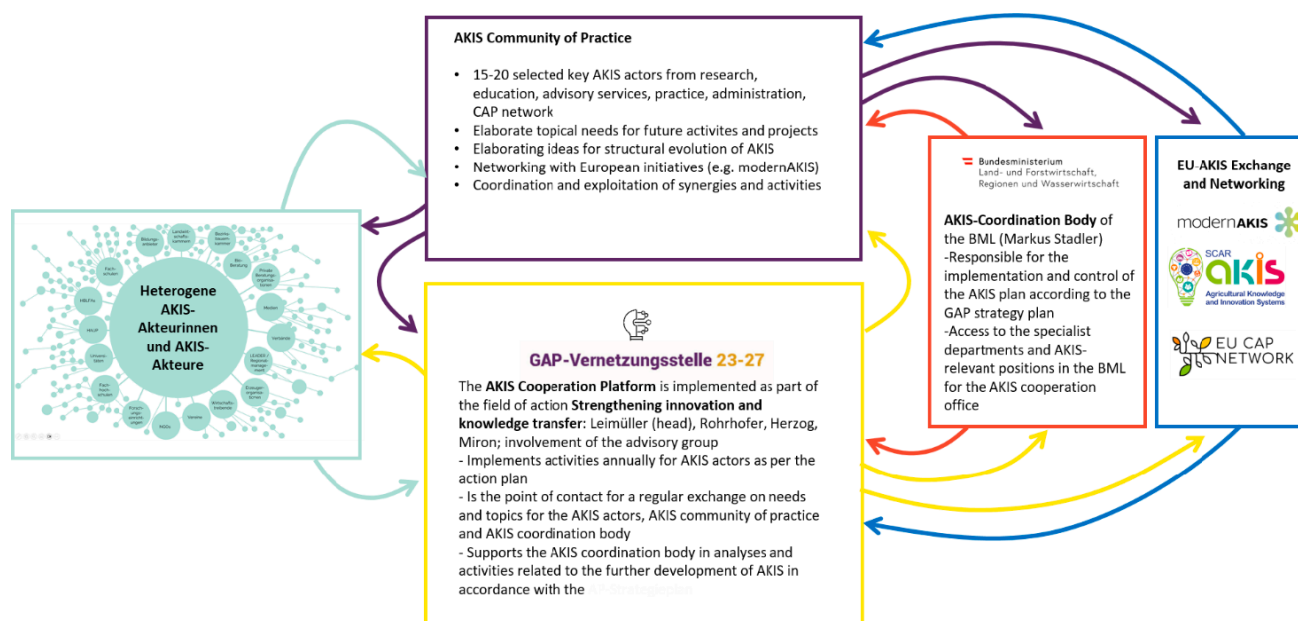 AKIS Community of Practice
• 15-20 selected key AKIS actors from research,
education, advisory services, practice, administration,
CAP network
• Elaborate topical needs for future activites and projects
• Elaborating ideas for structural evolution of AKIS
• Networking with European initiatives (e.g. modernAKIS)
• Coordination and exploitation of synergies and activities
Heterogene
AKIS-
Akteurinnen
und AKIS-
Akteure
Bio-
Beratung
Medien
Verbände
Vereine
NGOs
Fach-
schulen
GAP-Vernetzungsstelle 23-27
The AKIS Cooperation Platform is implemented as part of
the field of action Strengthening innovation and
knowledge transfer: Leimüller (head), Rohrhofer, Herzog,
Miron; involvement of the advisory group
- Implements activities annually for AKIS actors as per the
action plan
- Is the point of contact for a regular exchange on needs
and topics for the AKIS actors, AKIS community of practice
and AKIS coordination body
- Supports the AKIS coordination body in analyses and
activities related to the further development of AKIS in
accordance with the
Bundesministerium
Land- und Forstwirtschaft,
Regionen und Wasserwirtschaft
AKIS-Coordination Body of
the BML (Markus Stadler)
-Responsible for the
implementation and control of
the AKIS plan according to the
GAP strategy plan
-Access to the specialist
departments and AKIS-
relevant positions in the BML
for the AKIS cooperation
office
EU-AKIS Exchange
and Networking
modernAKIS
SCAR
akis
Agricultural Knowledge
and Innovation Systems
EU CAP
NETWORK